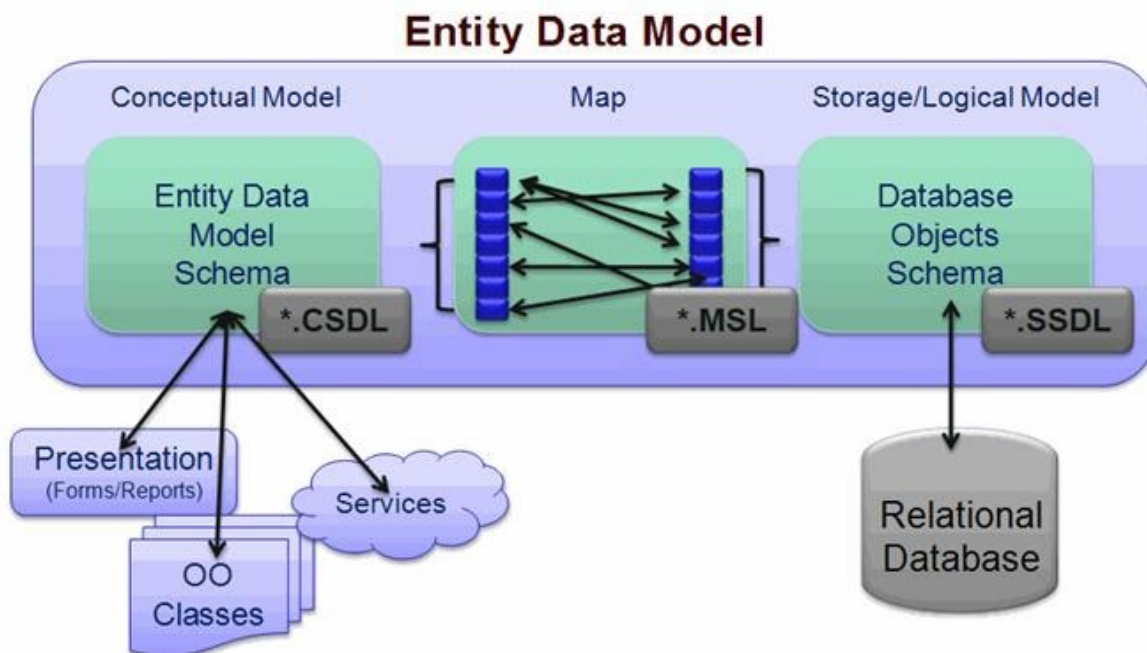 Entity Data Model
Conceptual Model
Map
Storage/Logical Model
Entity Data
Model
Schema
*.CSDL
*.MSL
Database
Objects
Schema
*.SSDL
Presentation
(Forms/Reports)
Services
OO
Classes
Relational
Database